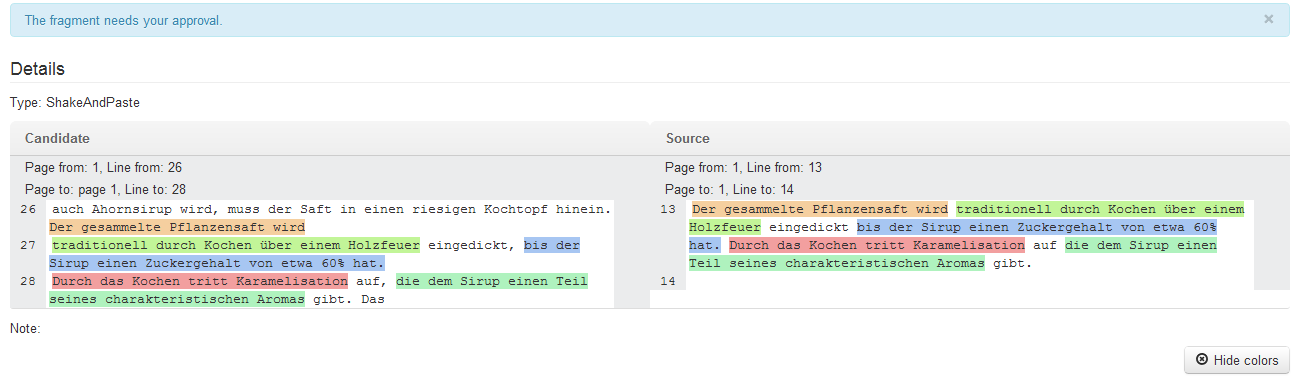 The fragment needs your approval. ×
Details
Type: ShakeAndPaste
Candidate
Page from: 1, Line from: 26
Page to: page 1, Line to: 28
26 auch Ahornsirup wird, muss der Saft in einen riesigen Kochtopf hinein.
Der gesammelte Pflanzensaft wird
27 traditionell durch Kochen über einem Holzfeuer eingedickt, bis der
Sirup einen Zuckergehalt von etwa 60% hat.
28 Durch das Kochen tritt Karamelisation auf, die dem Sirup einen Teil
seines charakteristischen Aromas gibt. Das
Source
Page from: 1, Line from: 13
Page to: 1, Line to: 14
13 Der gesammelte Pflanzensaft wird traditionell durch Kochen über einem
Holzfeuer eingedickt bis der Sirup einen Zuckergehalt von etwa 60%
hat. Durch das Kochen tritt Karamelisation auf die dem Sirup einen
Teil seines charakteristischen Aromas gibt.
14
Note:
Hide colors